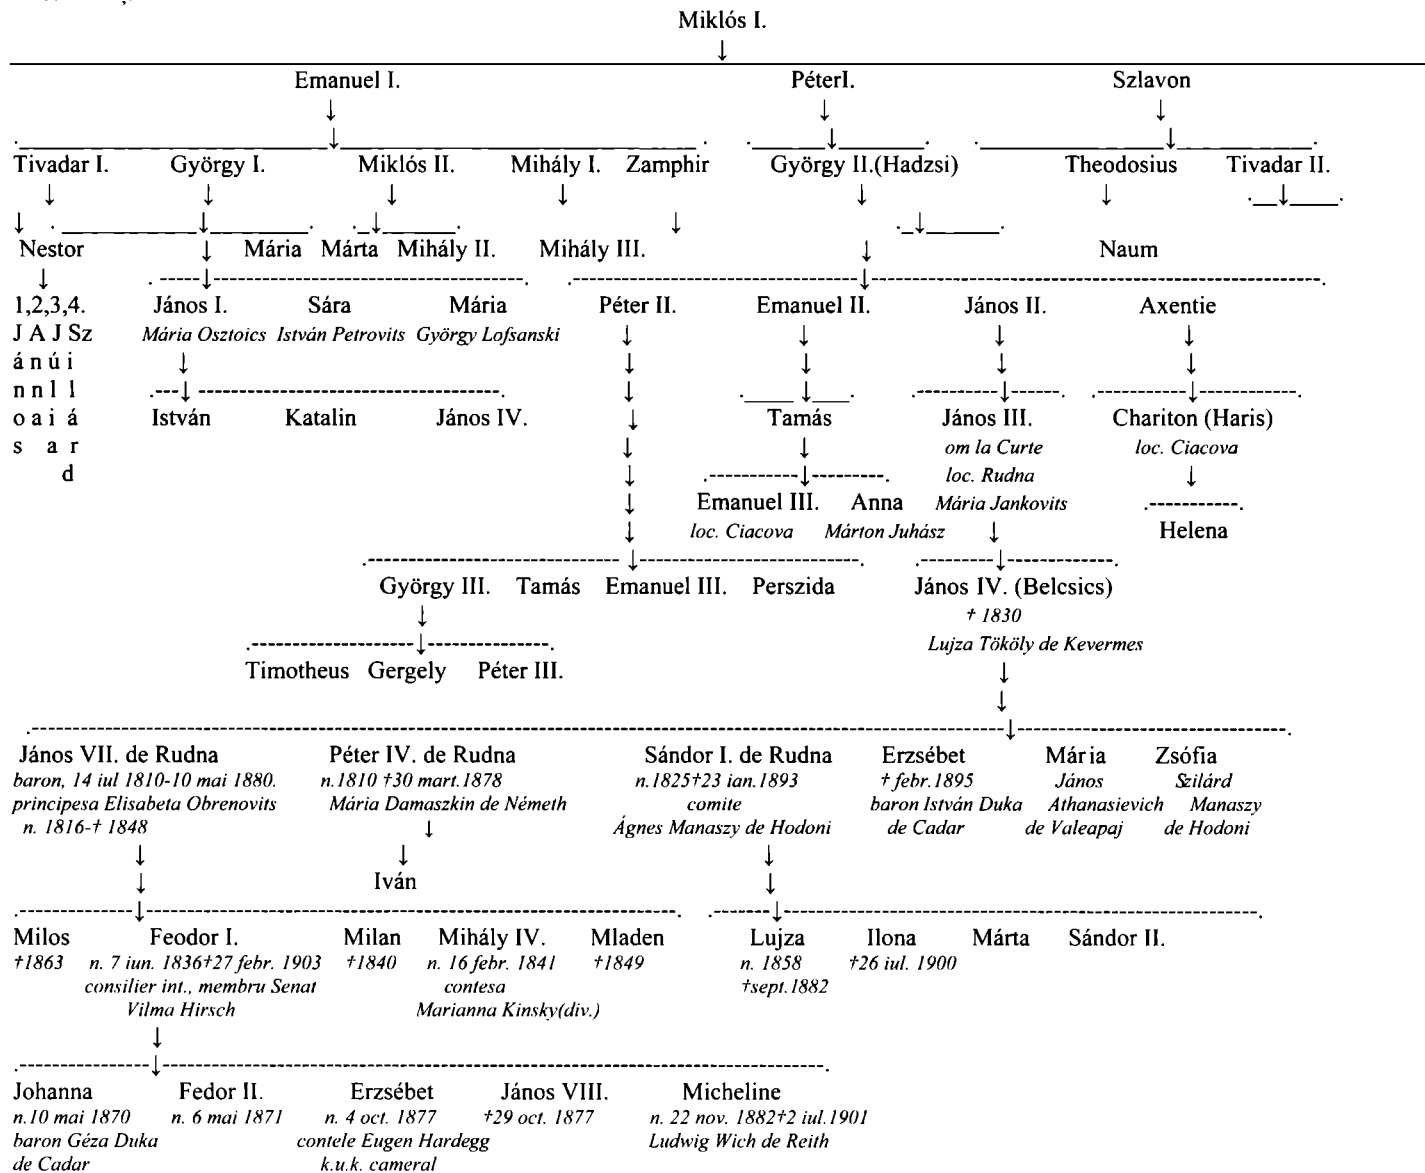 Miklós I.
Emanuel I. PéterI. Szlavon
Tivadar I. György I. Miklós II. Mihály I. Zamphir György II.(Hadzsi) Theodosius Tivadar II.
Nestor Mária Márta Mihály II. Mihály III. Naum
1,2,3,4. János I. Sára Mária Péter II. Emanuel II. János II. Axentie
J A J Sz Mária Osztoics István Petrovits György Lofsanski
á n ú i
n n l l
o a i á István Katalin János IV. Tamás János III. Chariton (Haris)
s a r om la Curte loc. Ciacova
d loc. Rudna
Emanuel III. Anna Mária Jankovits
loc. Ciacova Márton Juhász Helena
György III. Tamás Emanuel III. Perszida János IV. (Belcsics)
† 1830
Lujza Tököly de Kevermes
Timotheus Gergely Péter III.
János VII. de Rudna Péter IV. de Rudna Sándor I. de Rudna Erzsébet Mária Zsófia
baron, 14 iul 1810-10 mai 1880. n.1810 †30 mart.1878 n.1825†23 ian.1893 † febr.1895 János Szilárd
principesa Elisabeta Obrenovits Mária Damaszkin de Németh comite baron István Duka Athanasievich Manaszy
n. 1816-† 1848 Ágnes Manaszy de Hodoni de Cadar de Valeapaj de Hodoni
Iván
Milos Feodor I. Milan Mihály IV. Mladen Lujza Ilona Márta Sándor II.
†1863 n. 7 iun. 1836†27 febr. 1903 †1840 n. 16 febr. 1841 †1849 n. 1858 †26 iul. 1900
consilier int., membru Senat contesa †sept.1882
Vilma Hirsch Marianna Kinsky(div.)
Johanna Fedor II. Erzsébet János VIII. Micheline
n.10 mai 1870 n. 6 mai 1871 n. 4 oct. 1877 †29 oct. 1877 n. 22 nov. 1882†2 iul.1901
baron Géza Duka contele Eugen Hardegg Ludwig Wich de Reith
de Cadar k.u.k. cameral